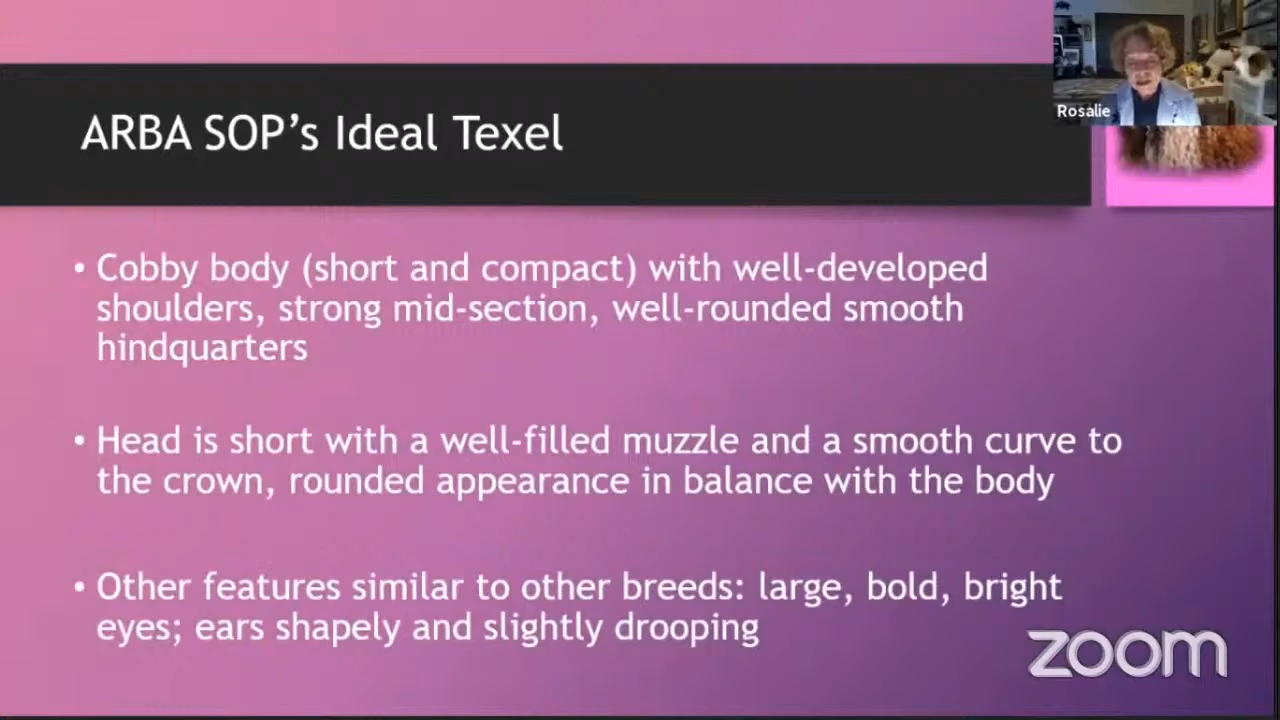 Rosalie
ARBA SOP’s Ideal Texel
• Cobby body (short and compact) with well-developed
shoulders, strong mid-section, well-rounded smooth
hindquarters
• Head is short with a well-filled muzzle and a smooth curve to
the crown, rounded appearance in balance with the body
• Other features similar to other breeds: large, bold, bright
eyes; ears shapely and slightly drooping
zoom